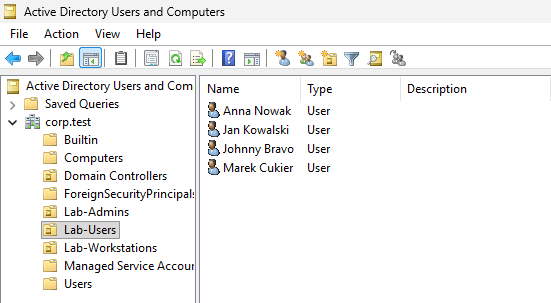 Active Directory Users and Computers
File Action View Help
Active Directory Users and Com
Saved Queries
corp.test
Builtin
Computers
Domain Controllers
ForeignSecurityPrincipals
Lab-Admins
Lab-Users
Lab-Workstations
Managed Service Accour
Users
Name Type Description
Anna Nowak User
Jan Kowalski User
Johnny Bravo User
Marek Cukier User